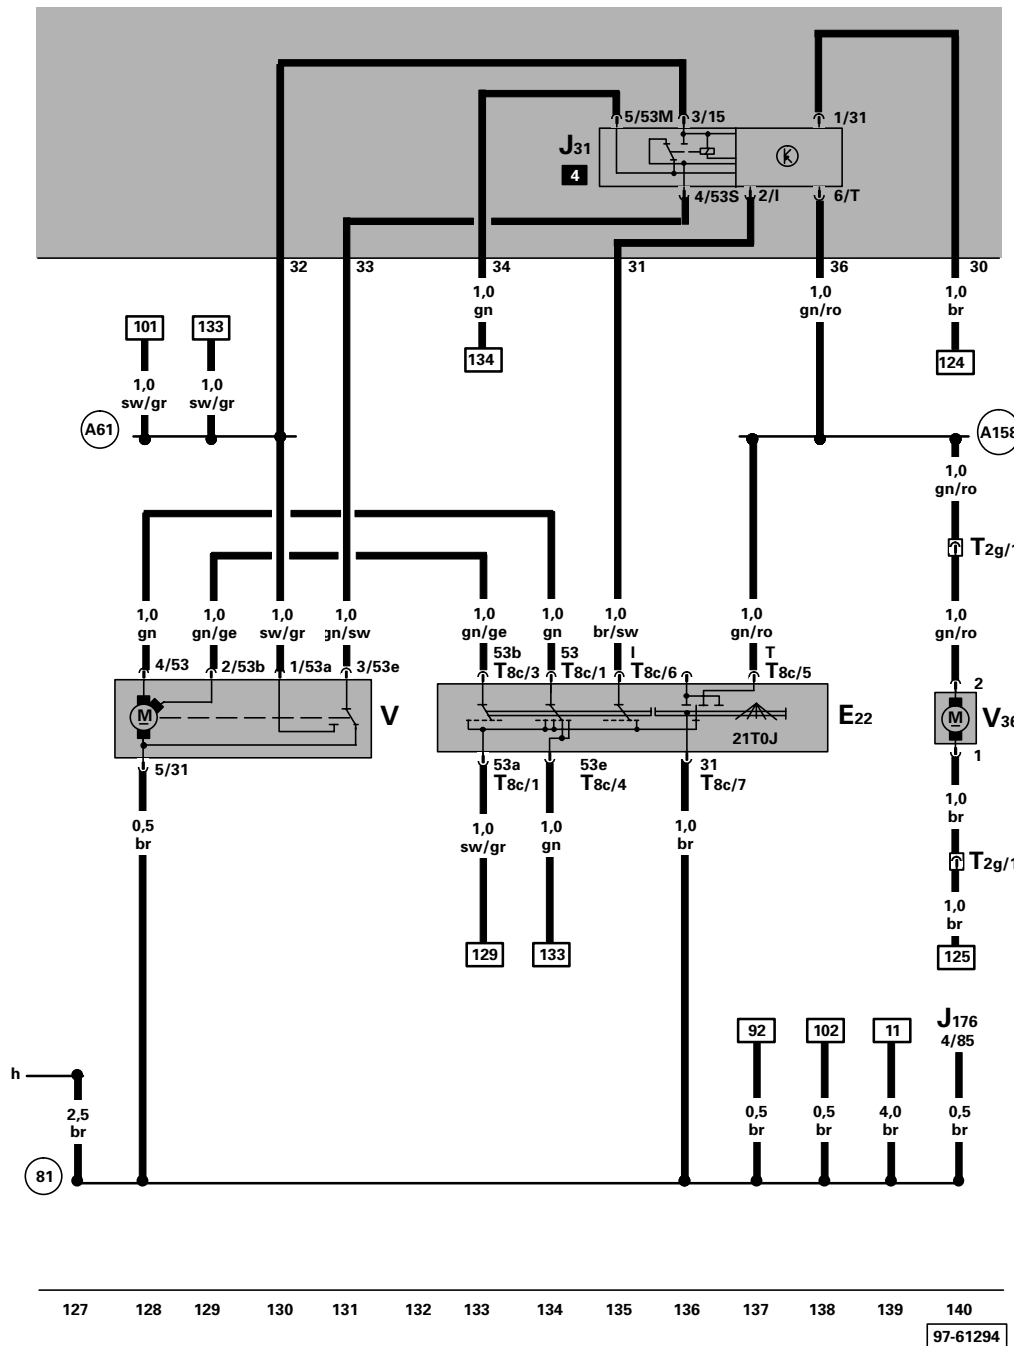 5/53M 3/15 1/31
J31
4
4/53S 2/I 6/T
32 33 34 31 36 30
1,0 1,0 1,0
gn gn/ro br
101 133
134 124
1,0 1,0
sw/gr sw/gr
A61 A158
1,0
gn/ro
T2g/1
1,0 1,0 1,0 1,0 1,0 1,0 1,0 1,0 1,0
gn gn/ge sw/gr gn/sw gn/ge gn br/sw gn/ro gn/ro
53b 53 I T
4/53 2/53b 1/53a 3/53e T8c/3 T8c/1 T8c/6 T8c/5
2
M V E22 M V36
21T0J
5/31 53a 53e 31 1
T8c/1 T8c/4 T8c/7
0,5 1,0 1,0 1,0 1,0
br sw/gr gn br br
T2g/1
1,0
br
129 133 125
92 102 11 J176
4/85
h
2,5 0,5 0,5 4,0 0,5
br br br br br
81
127 128 129 130 131 132 133 134 135 136 137 138 139 140
97-61294